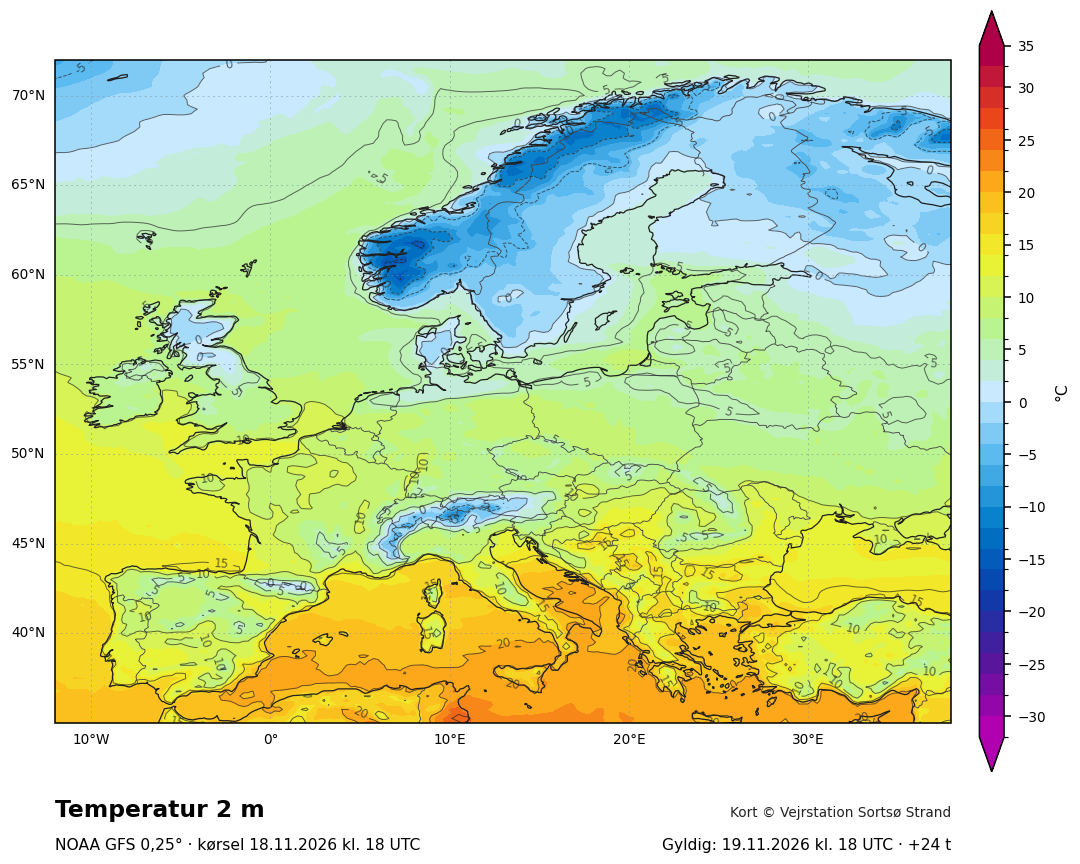 35
30
25
20
15
10
5
0
−5
−10
−15
−20
−25
−30
°C
70°N
65°N
60°N
55°N
50°N
45°N
40°N
10°W
0°
10°E
20°E
30°E
Temperatur 2 m
Kort © Vejrstation Sortsø Strand
NOAA GFS 0,25° · kørsel 18.11.2026 kl. 18 UTC
Gyldig: 19.11.2026 kl. 18 UTC · +24 t